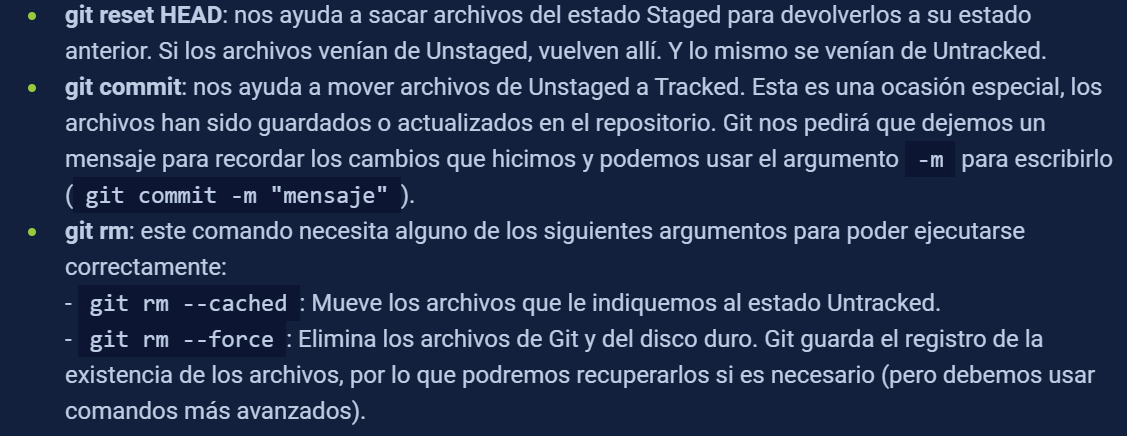 git reset HEAD: nos ayuda a sacar archivos del estado Staged para devolverlos a su estado
anterior. Si los archivos venían de Unstaged, vuelven allí. Y lo mismo se venían de Untracked.
git commit: nos ayuda a mover archivos de Unstaged a Tracked. Esta es una ocasión especial, los
archivos han sido guardados o actualizados en el repositorio. Git nos pedirá que dejemos un
mensaje para recordar los cambios que hicimos y podemos usar el argumento -m para escribirlo
( git commit -m "mensaje" ).
git rm: este comando necesita alguno de los siguientes argumentos para poder ejecutarse
correctamente:
- git rm --cached : Mueve los archivos que le indiquemos al estado Untracked.
- git rm --force : Elimina los archivos de Git y del disco duro. Git guarda el registro de la
existencia de los archivos, por lo que podremos recuperarlos si es necesario (pero debemos usar
comandos más avanzados).